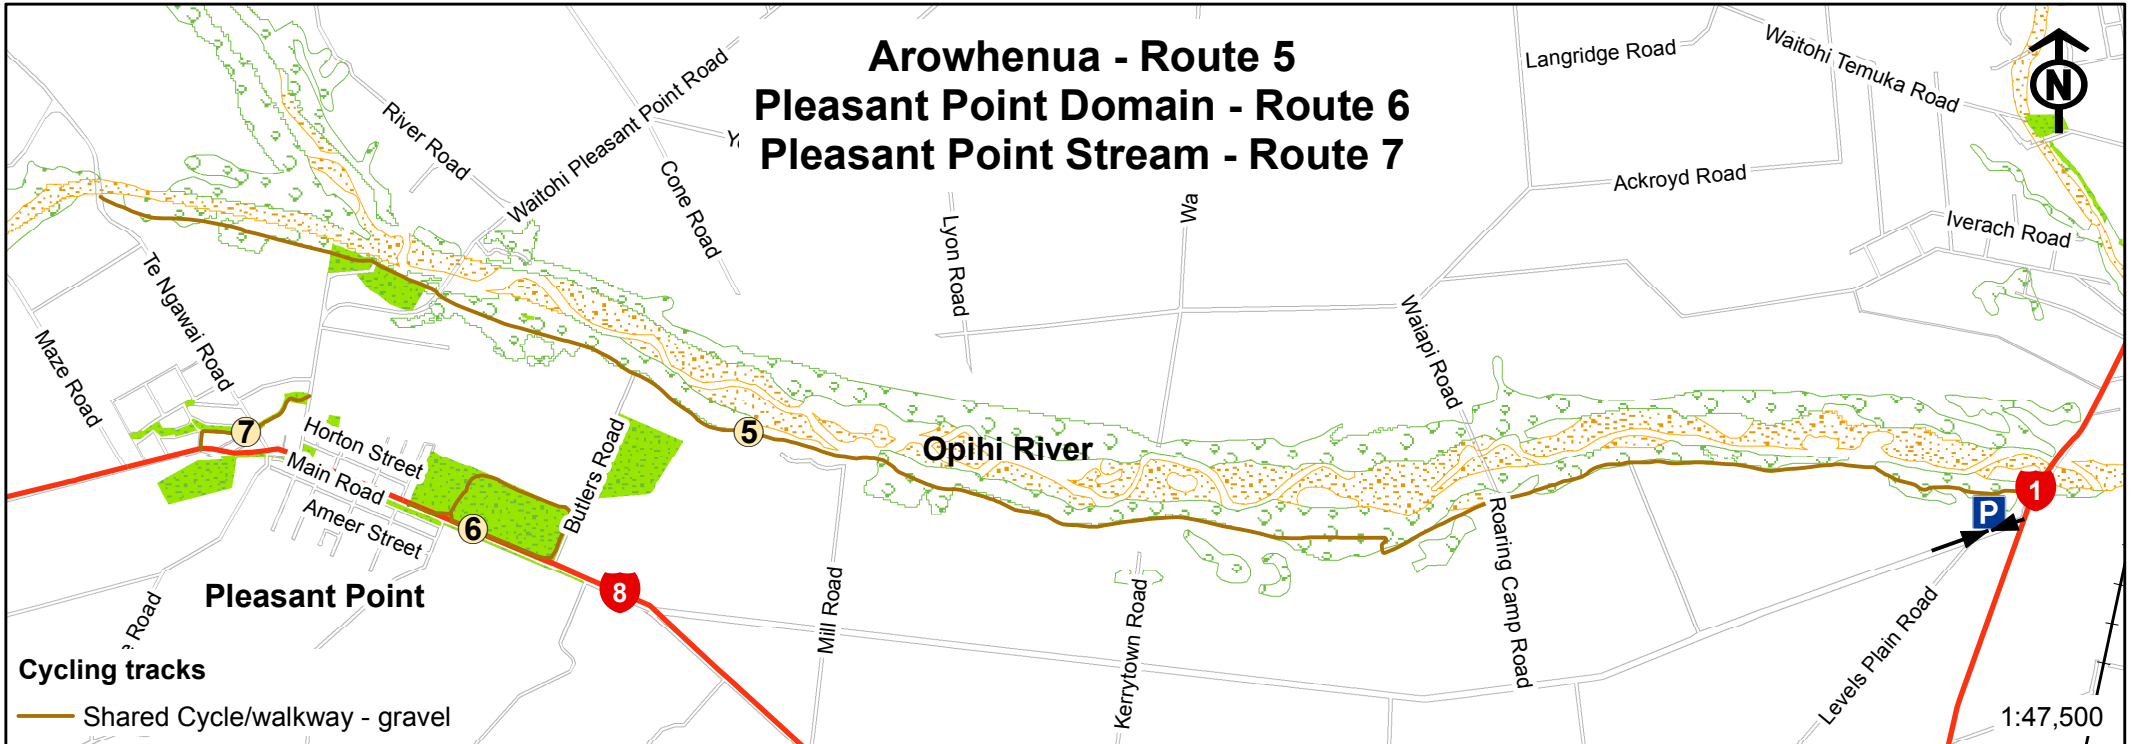 Arowhenua - Route 5
Pleasant Point Domain - Route 6
Pleasant Point Stream - Route 7
Langridge Road
Waitohi Temuka Road
N
River Road
Waitohi Pleasant Point Road
Cone Road
Lyon Road
Wa
Ackroyd Road
Iverach Road
Te Ngawai Road
Maze Road
Waiapi Road
7
Horton Street
Main Road
Ameer Street
6
Butlers Road
5
Opihi River
1
P
Roaring Camp Road
Pleasant Point
8
Mill Road
Kerrytown Road
Levels Plain Road
e Road
Cycling tracks
Shared Cycle/walkway - gravel
1:47,500